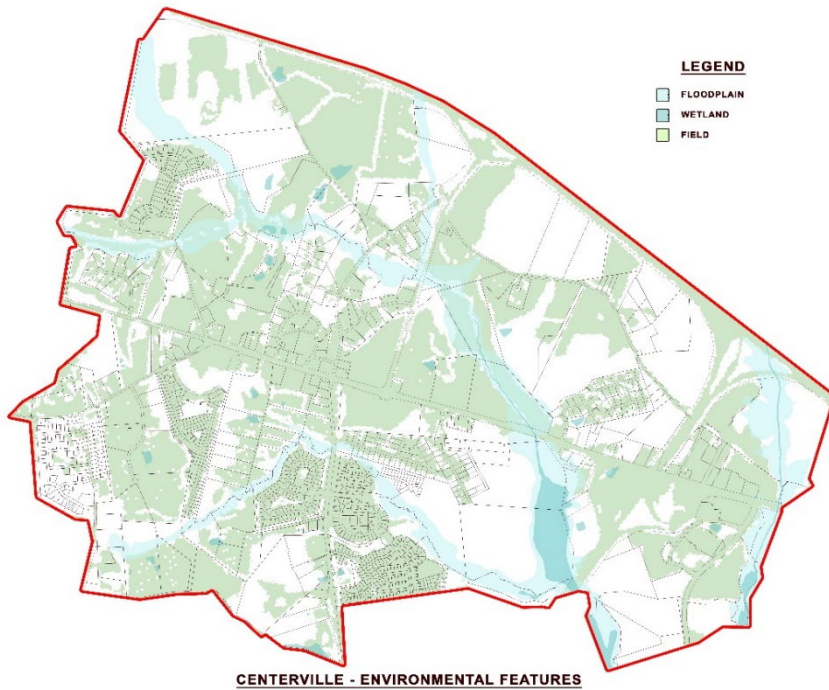 LEGEND
FLOODPLAIN
WETLAND
FIELD
CENTERVILLE - ENVIRONMENTAL FEATURES